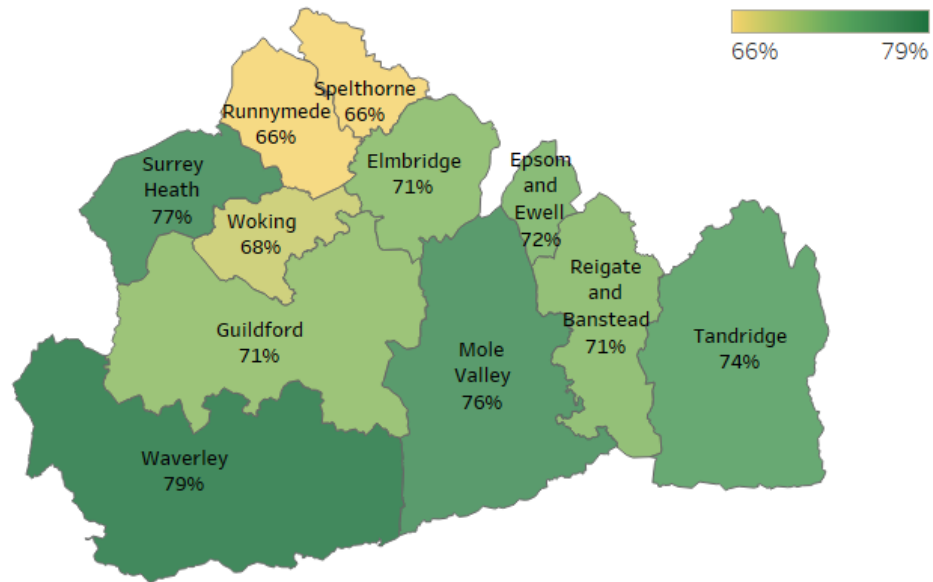 66%
79%
Spelthorne
66%
Runnymede
66%
Surrey
Heath
77%
Elmbridge
71%
Epsom
and
Ewell
72%
Woking
68%
Reigate
and
Banstead
71%
Guildford
71%
Mole
Valley
76%
Tandridge
74%
Waverley
79%